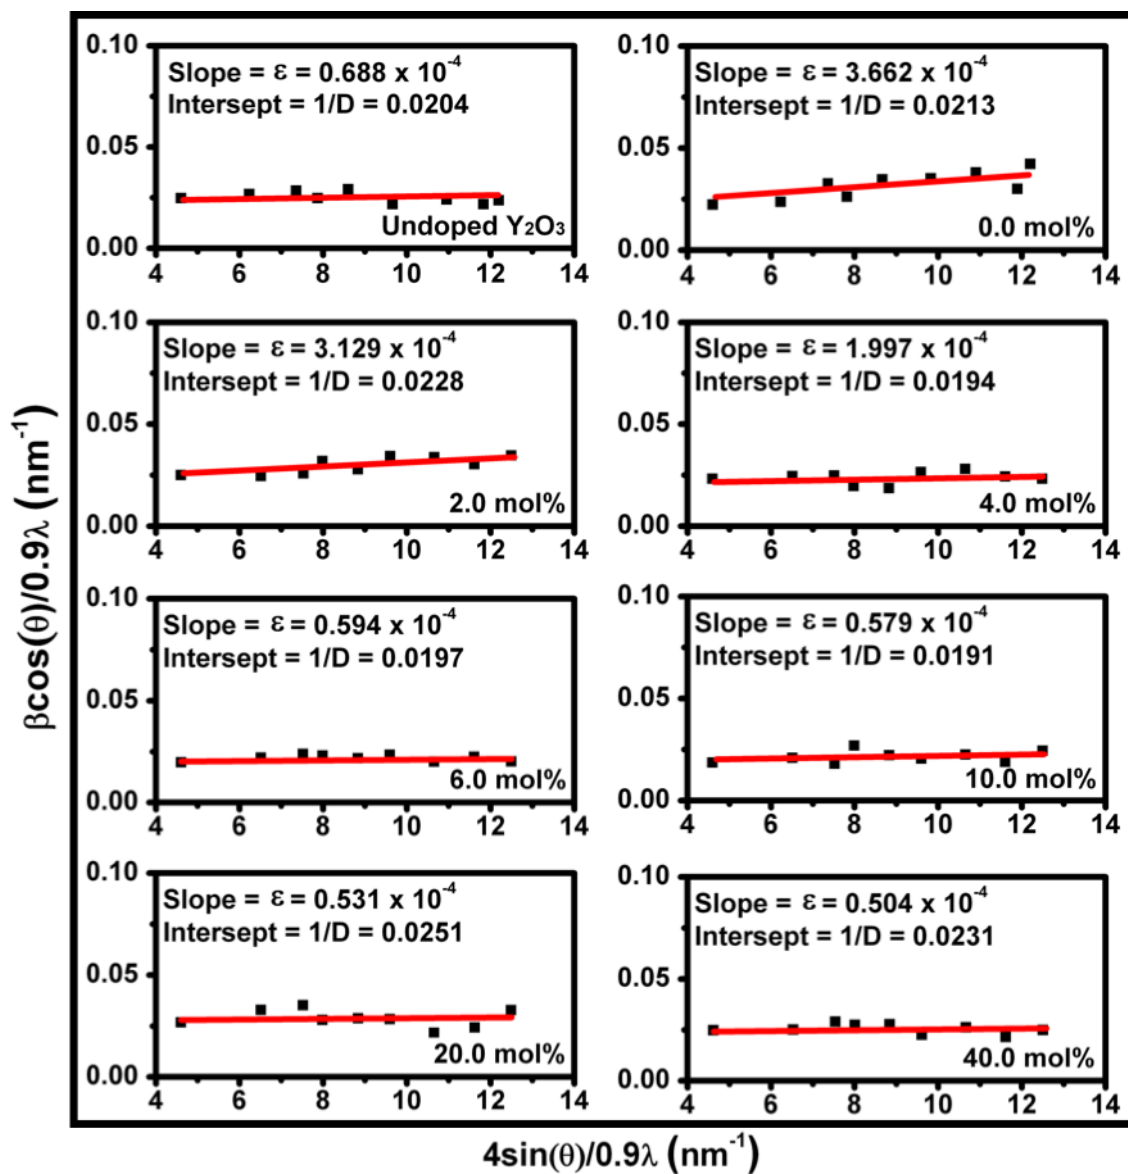 βcos(θ)/0.9λ (nm⁻¹)
0.10
Slope = ε = 0.688 x 10⁻⁴
Intersept = 1/D = 0.0204
0.05
Undoped Y₂O₃
0.00
4 6 8 10 12 14
0.10
Slope = ε = 3.662 x 10⁻⁴
Intersept = 1/D = 0.0213
0.05
0.0 mol%
0.00
4 6 8 10 12 14
0.10
Slope = ε = 3.129 x 10⁻⁴
Intersept = 1/D = 0.0228
0.05
2.0 mol%
0.00
4 6 8 10 12 14
0.10
Slope = ε = 1.997 x 10⁻⁴
Intersept = 1/D = 0.0194
0.05
4.0 mol%
0.00
4 6 8 10 12 14
0.10
Slope = ε = 0.594 x 10⁻⁴
Intersept = 1/D = 0.0197
0.05
6.0 mol%
0.00
4 6 8 10 12 14
0.10
Slope = ε = 0.579 x 10⁻⁴
Intersept = 1/D = 0.0191
0.05
10.0 mol%
0.00
4 6 8 10 12 14
0.10
Slope = ε = 0.531 x 10⁻⁴
Intersept = 1/D = 0.0251
0.05
20.0 mol%
0.00
4 6 8 10 12 14
0.10
Slope = ε = 0.504 x 10⁻⁴
Intersept = 1/D = 0.0231
0.05
40.0 mol%
0.00
4 6 8 10 12 14
4sin(θ)/0.9λ (nm⁻¹)